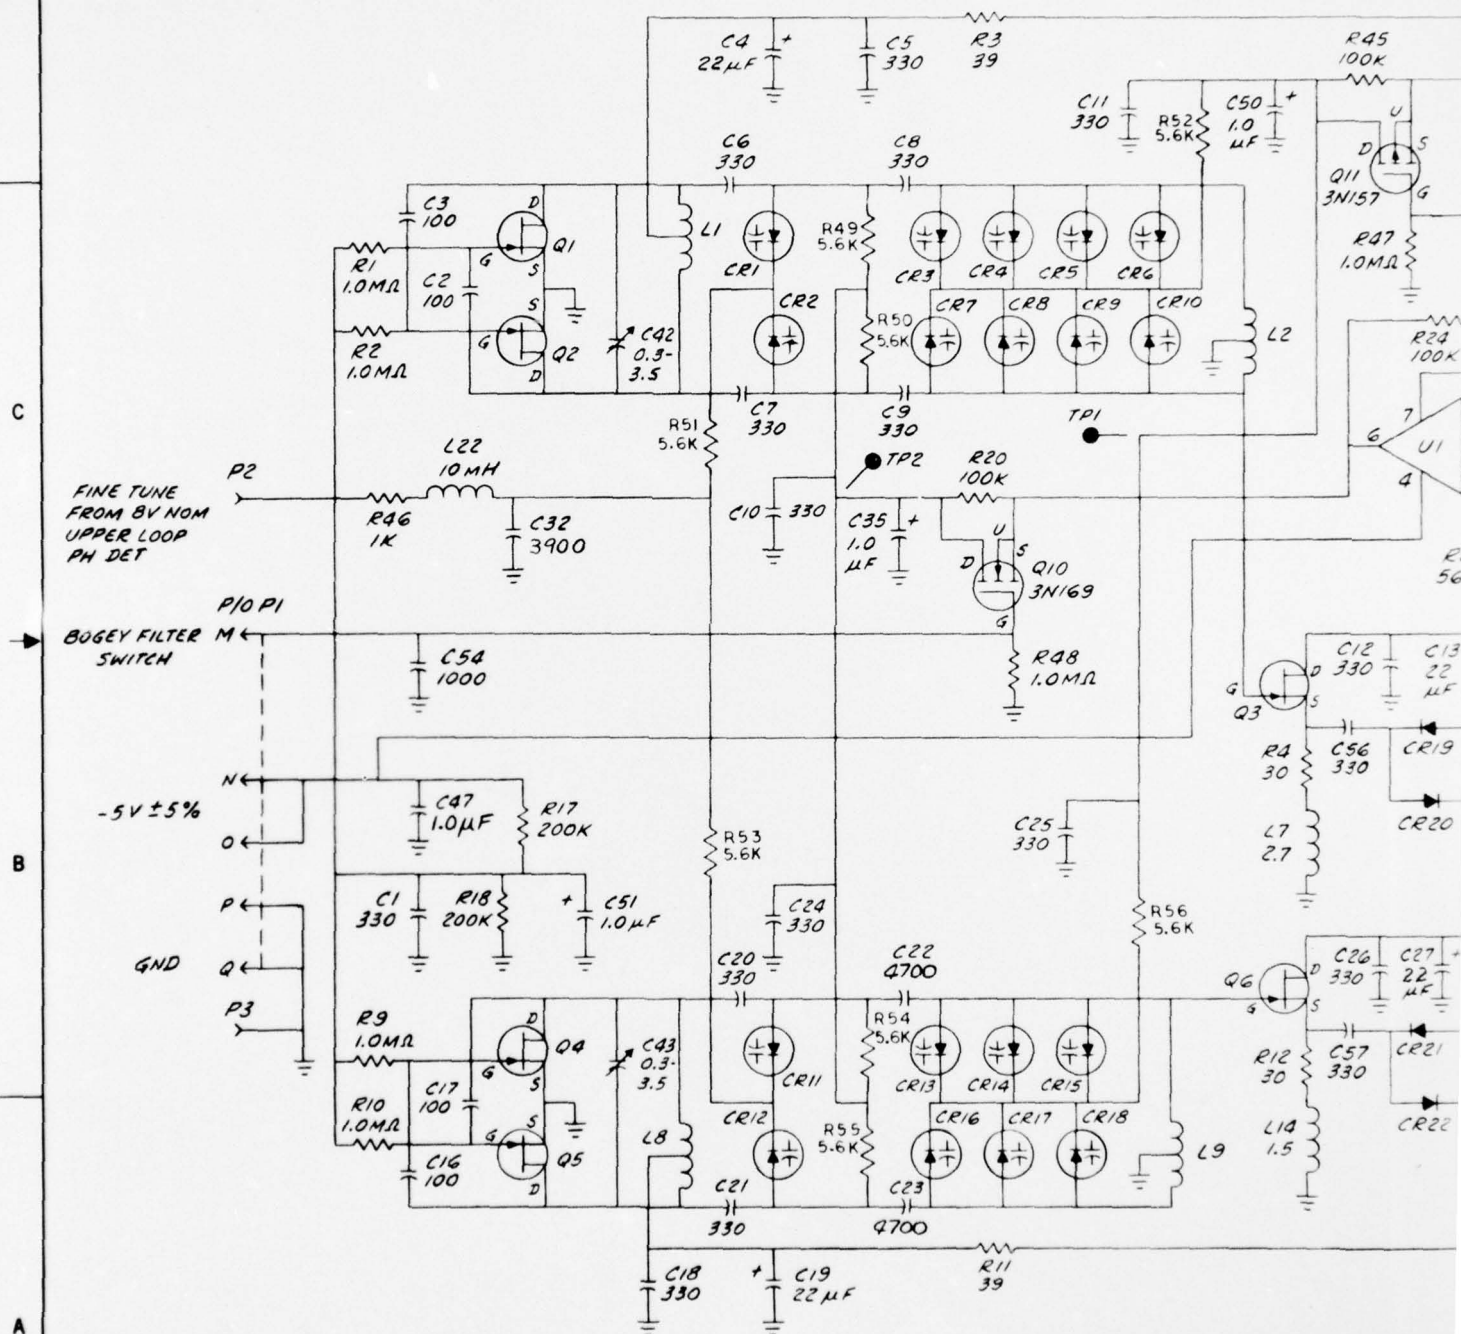 C4
22µF
+
C5
330
R3
39
R45
100K
C11
330
R52
5.6K
C50
1.0
µF
+
U
D
S
G
Q11
3N157
R47
1.0MΩ
C6
330
C8
330
C3
100
D
Q1
G
S
R1
1.0MΩ
C2
100
L1
CR1
R49
5.6K
CR3
CR4
CR5
CR6
S
G
Q2
D
R2
1.0MΩ
C42
0.3-
3.5
CR2
R50
5.6K
CR7
CR8
CR9
CR10
L2
R24
100K
C
C7
330
C9
330
TP1
R51
5.6K
TP2
6
7
U1
4
L22
10MH
P2
FINE TUNE
FROM 8V NOM
UPPER LOOP
PH DET
R46
1K
C32
3900
C10
330
C35
1.0
µF
+
R20
100K
U
D
S
Q10
3N169
G
56
P/O P1
BOGEY FILTER
SWITCH
M
C54
1000
R48
1.0MΩ
G
D
S
Q3
C12
330
C13
22
µF
R4
30
C56
330
CR19
N
-5V ±5%
O
C47
1.0µF
R17
200K
R53
5.6K
C25
330
L7
2.7
CR20
B
P
C1
330
R18
200K
+
C51
1.0µF
C24
330
R56
5.6K
GND
Q
C20
330
C22
4700
Q6
G
D
S
C26
330
C27
22
µF
+
P3
R9
1.0MΩ
D
Q4
G
S
C43
0.3-
3.5
CR11
R54
5.6K
CR13
CR14
CR15
R12
30
C57
330
CR21
R10
1.0MΩ
C17
100
S
G
Q5
D
C16
100
L8
CR12
R55
5.6K
CR16
CR17
CR18
L9
L14
1.5
CR22
C21
330
C23
4700
C18
330
+
C19
22µF
R11
39
A